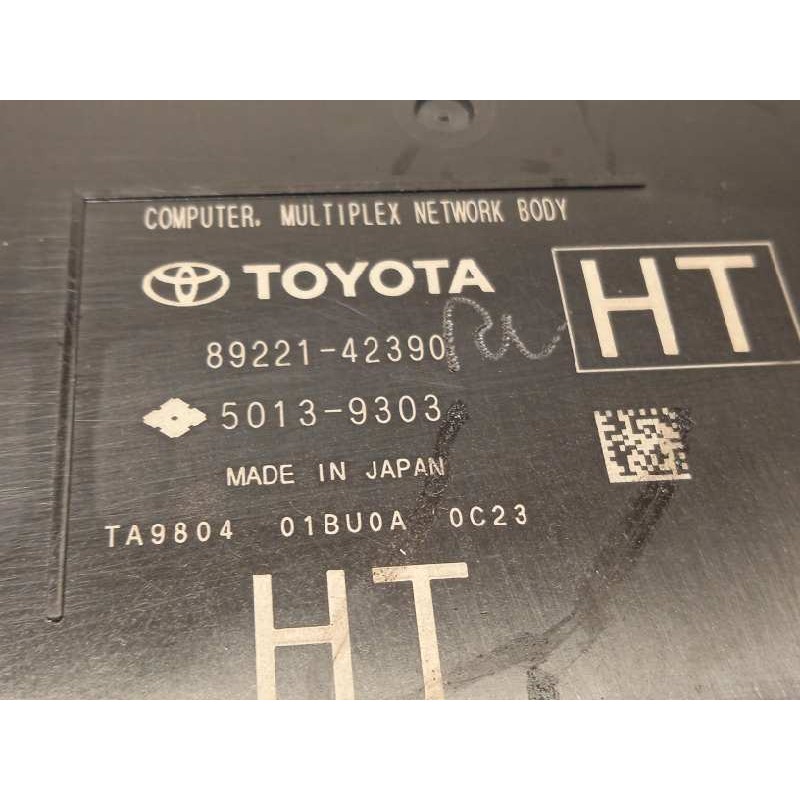 COMPUTER, MULTIPLEX NETWORK BODY
TOYOTA
HT
89221-42390
5013-9303
MADE IN JAPAN
TA9804 01BU0A 0C23
HT